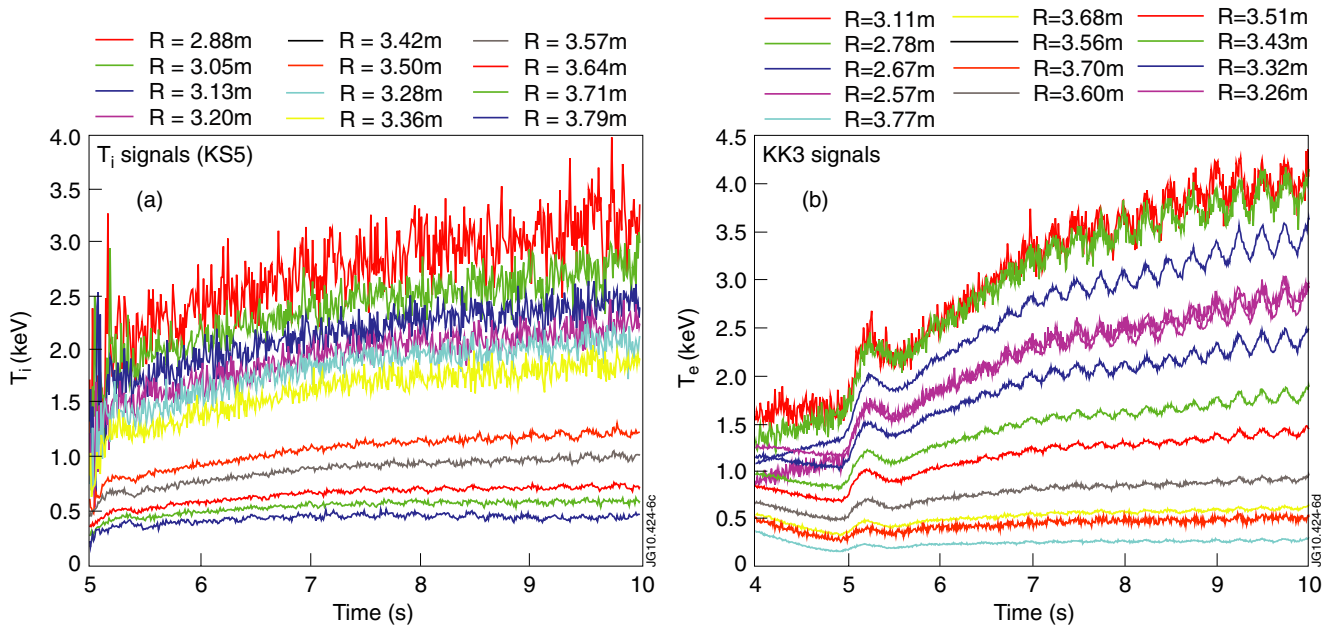 R = 2.88m R = 3.42m R = 3.57m
R = 3.05m R = 3.50m R = 3.64m
R = 3.13m R = 3.28m R = 3.71m
R = 3.20m R = 3.36m R = 3.79m
4.0
3.5
3.0
2.5
2.0
1.5
1.0
0.5
0
Ti (keV)
Ti signals (KS5)
(a)
JG10.424-6c
5 6 7 8 9 10
Time (s)
R=3.11m R=3.68m R=3.51m
R=2.78m R=3.56m R=3.43m
R=2.67m R=3.70m R=3.32m
R=2.57m R=3.60m R=3.26m
R=3.77m
4.0
3.5
3.0
2.5
2.0
1.5
1.0
0.5
0
Te (keV)
KK3 signals
(b)
JG10.424-6d
4 5 6 7 8 9 10
Time (s)